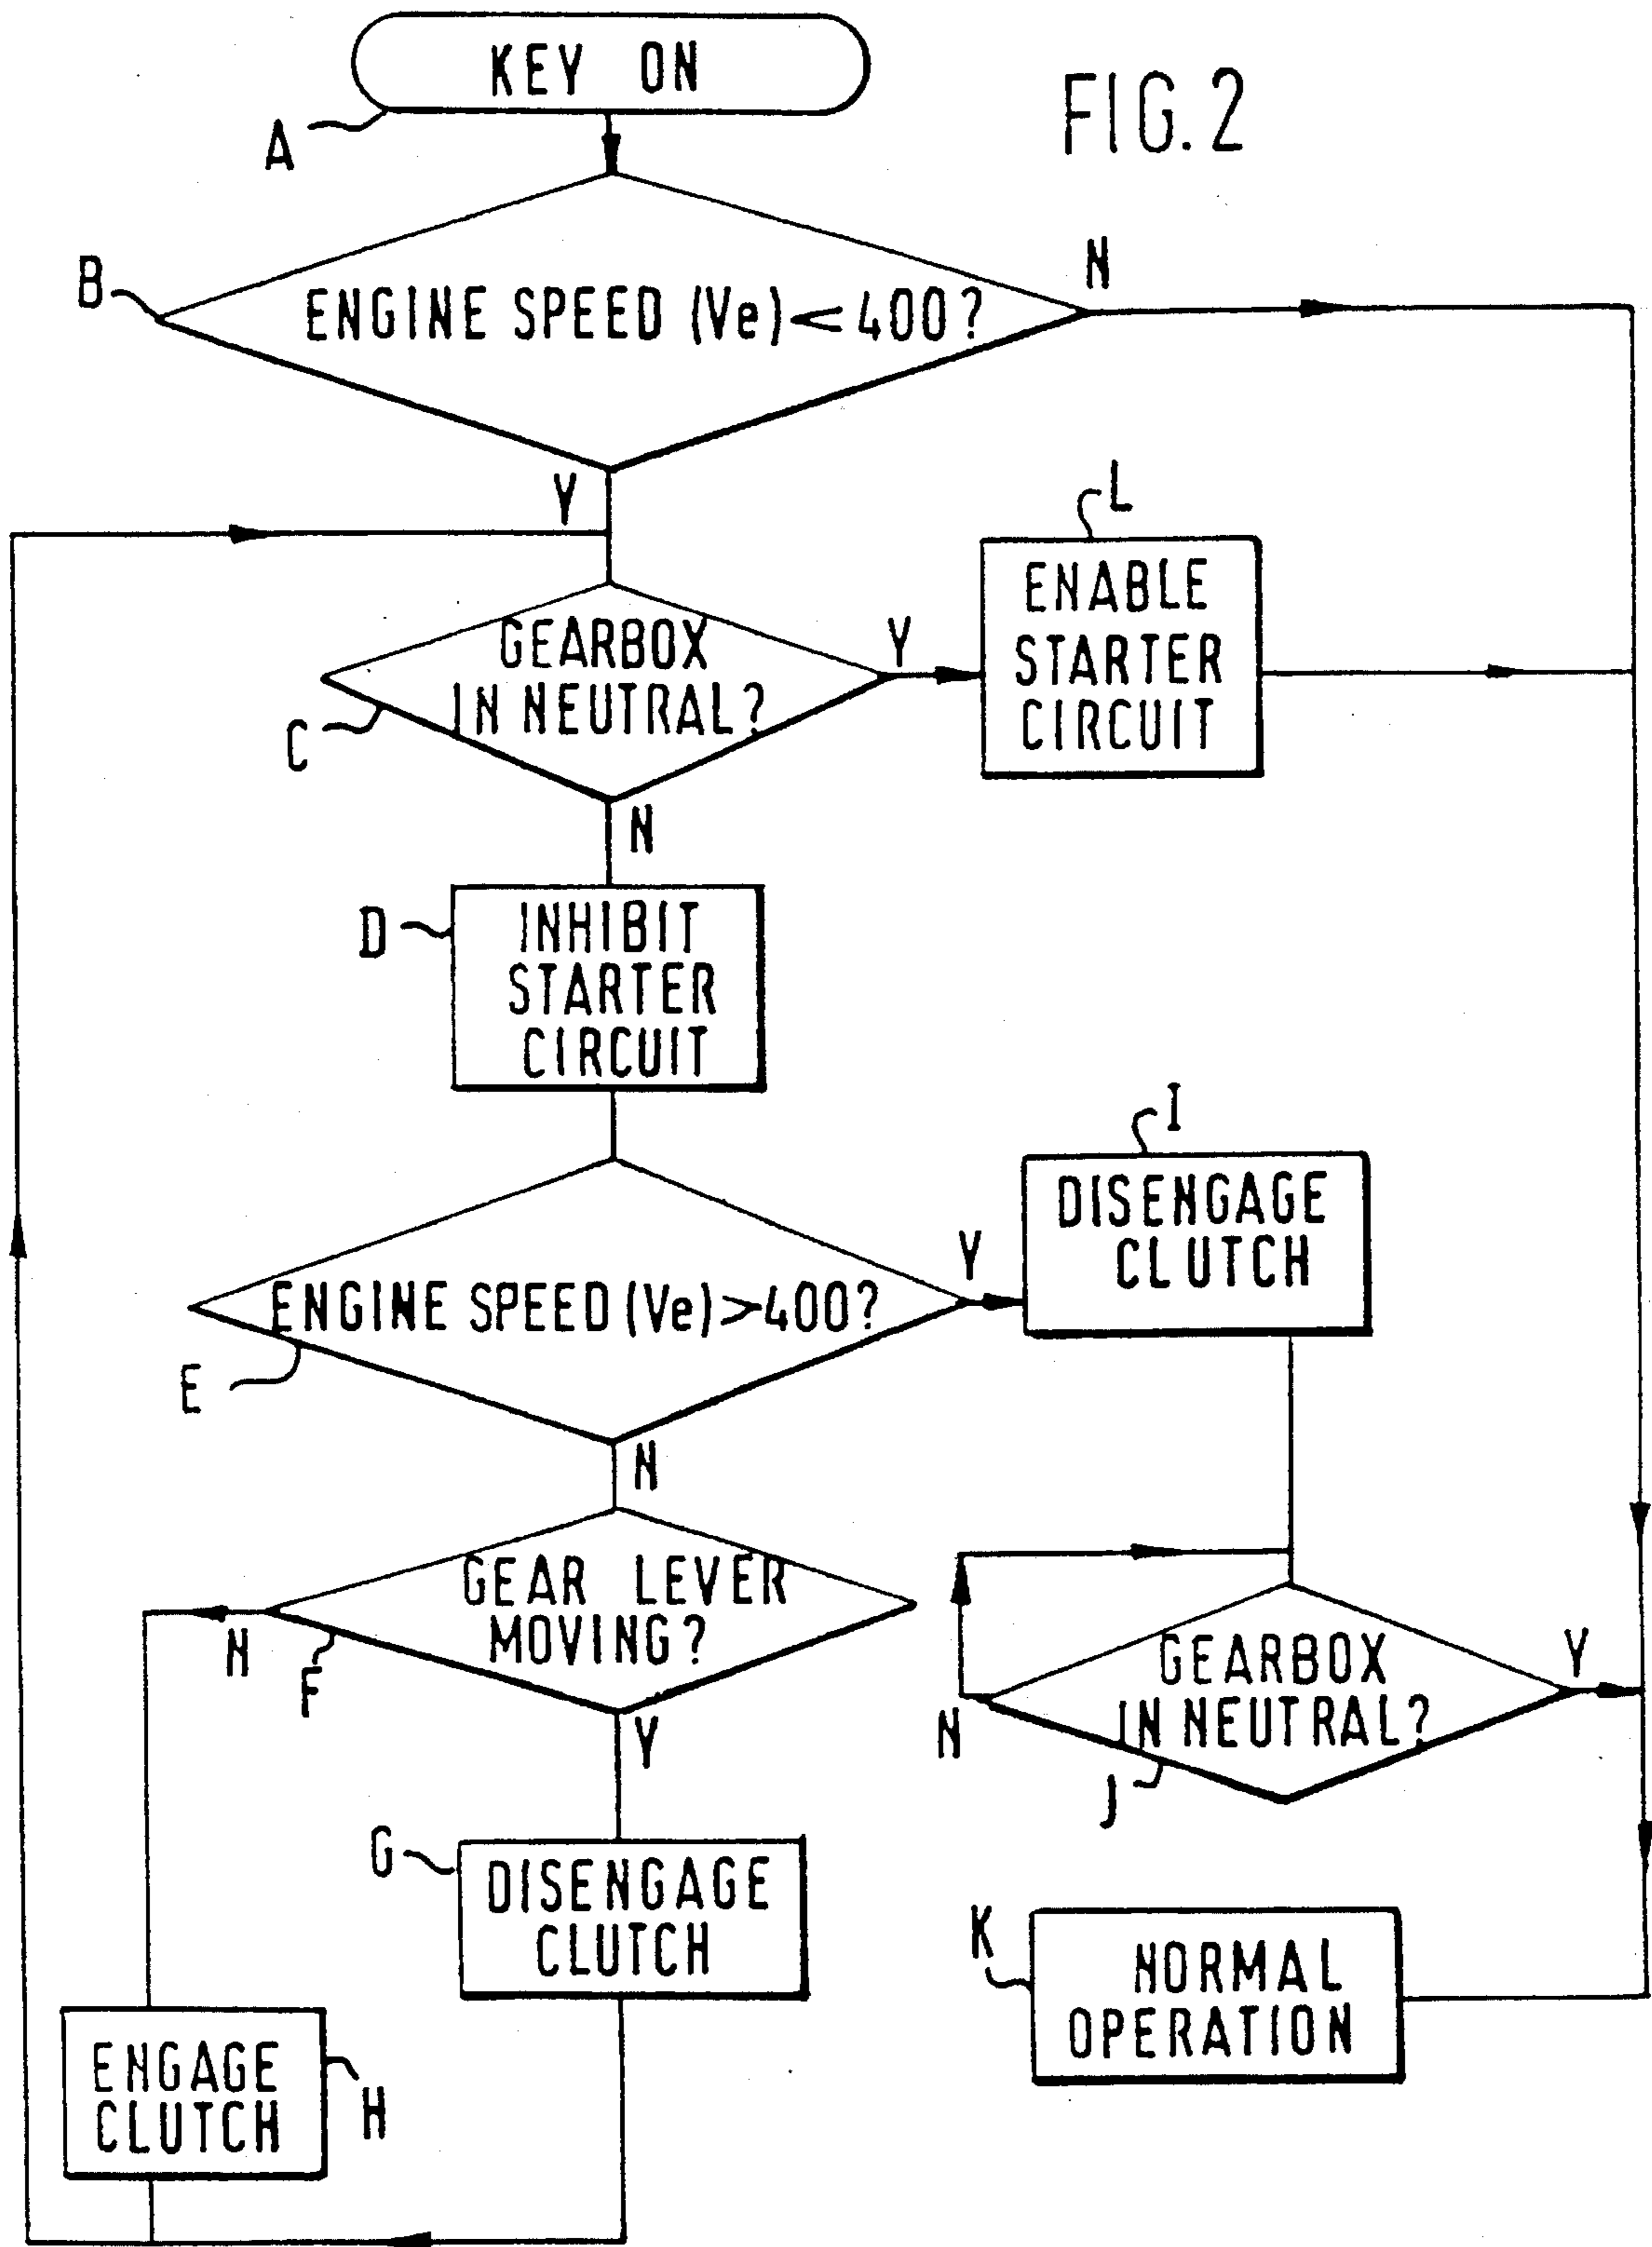 KEY ON
A
FIG. 2
B
ENGINE SPEED (Ve) < 400?
N
Y
L
ENABLE
STARTER
CIRCUIT
GEARBOX
IN NEUTRAL?
Y
C
N
D
INHIBIT
STARTER
CIRCUIT
I
DISENGAGE
CLUTCH
ENGINE SPEED (Ve) > 400?
Y
E
N
GEAR LEVER
MOVING?
N
F
Y
GEARBOX
IN NEUTRAL?
Y
N
J
G
DISENGAGE
CLUTCH
K
NORMAL
OPERATION
ENGAGE
CLUTCH
H